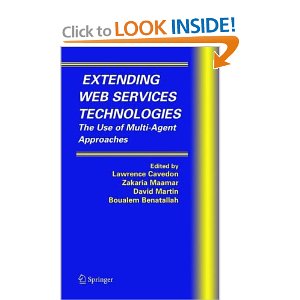 Click to LOOK INSIDE!
EXTENDING
WEB SERVICES
TECHNOLOGIES
The Use of Multi-Agent
Approaches
Edited by
Lawrence Cavedon
Zakaria Maamar
David Martin
Boualem Benatallah
Springer